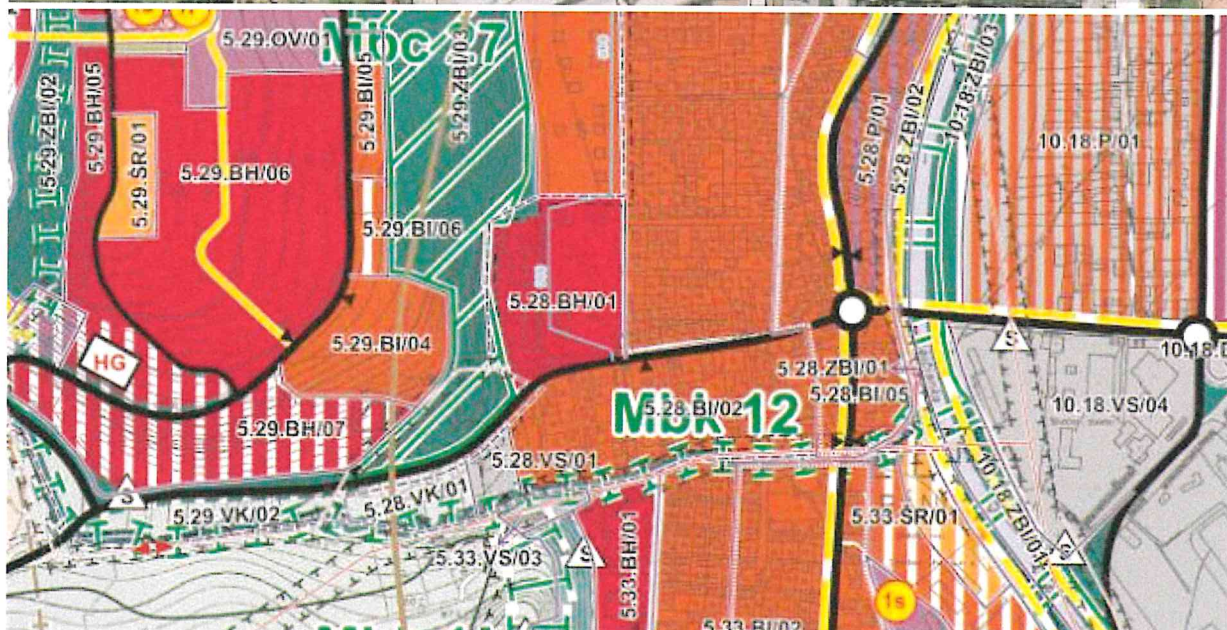 5.29.OV/01
Mbc 17
5.29.ZBI/03
5.29.BI/05
5.29.ZBI/02
5.29.BH/05
5.29.ŠR/01
5.29.BH/06
5.28.P/01
5.28.ZBI/02
10.18.ZBI/03
10.18.P/01
5.29.BI/06
5.28.BH/01
5.29.BI/04
HG
S
5.28.ZBI/01
5.28.BI/05
10.18.VS/04
Mbk 12
5.28.BI/02
5.29.BH/07
5.28.VS/01
S
5.28.VK/01
5.29.VK/02
10.18.ZBI/01
5.33.ŠR/01
5.33.VS/03
S
5.33.BH/01
S
1s
5.33.BI/02